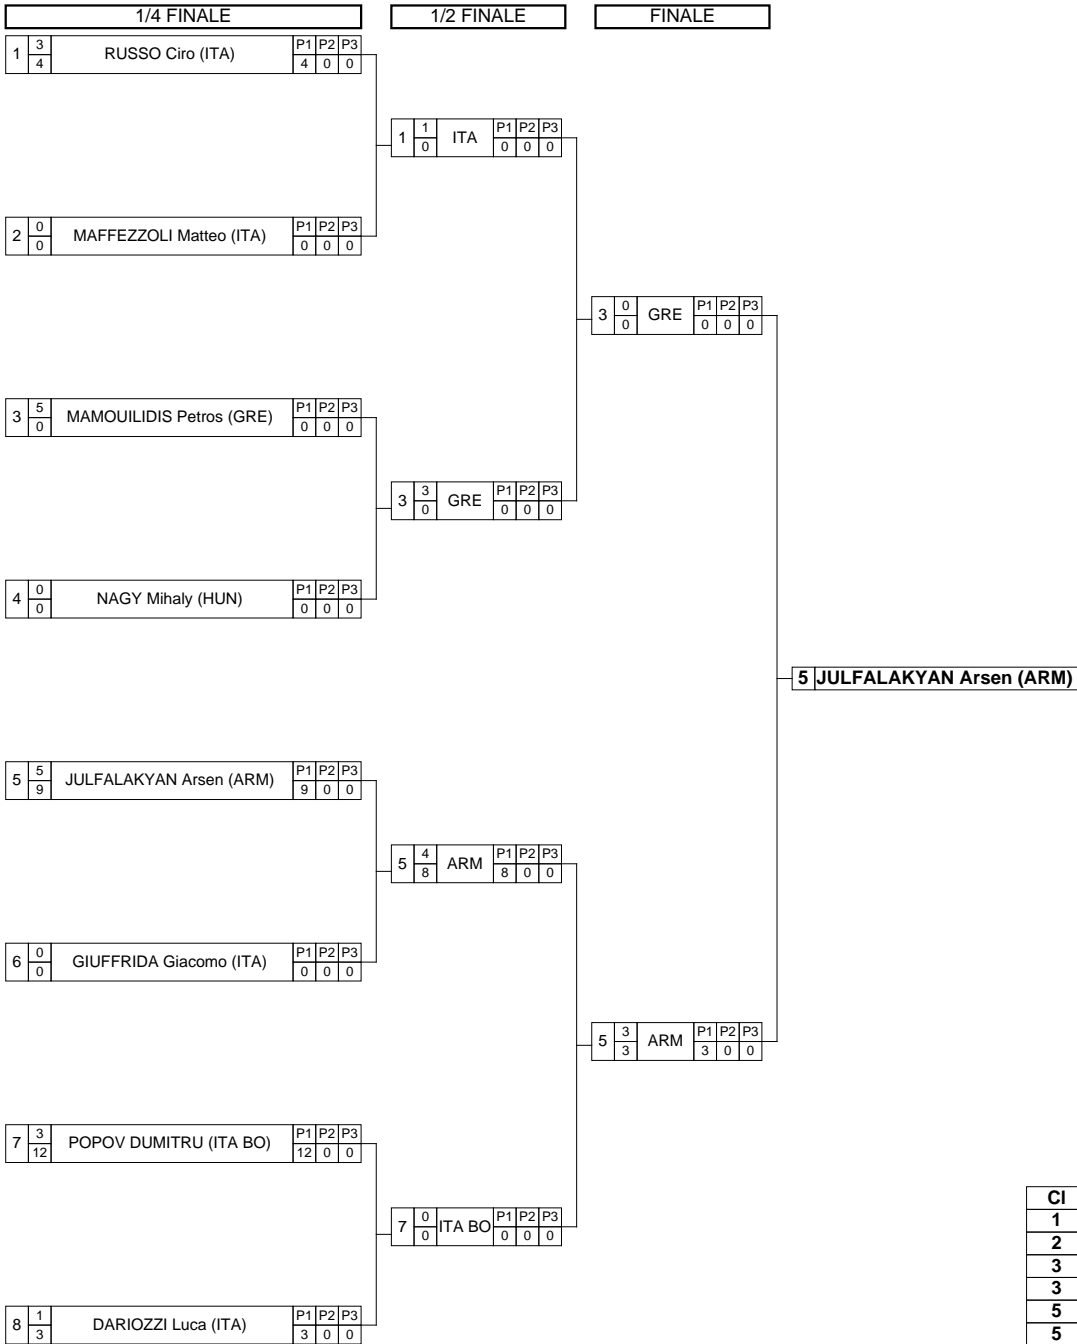 1/4 FINALE 1/2 FINALE FINALE
1 3 4 RUSSO Ciro (ITA) P1 P2 P3 4 0 0
1 1 0 ITA P1 P2 P3 0 0 0
2 0 0 MAFFEZZOLI Matteo (ITA) P1 P2 P3 0 0 0
3 0 0 GRE P1 P2 P3 0 0 0
3 5 0 MAMOUILIDIS Petros (GRE) P1 P2 P3 0 0 0
3 3 0 GRE P1 P2 P3 0 0 0
4 0 0 NAGY Mihaly (HUN) P1 P2 P3 0 0 0
5 JULFALAKYAN Arsen (ARM)
5 5 9 JULFALAKYAN Arsen (ARM) P1 P2 P3 9 0 0
5 4 8 ARM P1 P2 P3 8 0 0
6 0 0 GIUFFRIDA Giacomo (ITA) P1 P2 P3 0 0 0
5 3 3 ARM P1 P2 P3 3 0 0
7 3 12 POPOV DUMITRU (ITA BO) P1 P2 P3 12 0 0
7 0 0 ITA BO P1 P2 P3 0 0 0
8 1 3 DARIOZZI Luca (ITA) P1 P2 P3 3 0 0
Cl
1
2
3
3
5
5